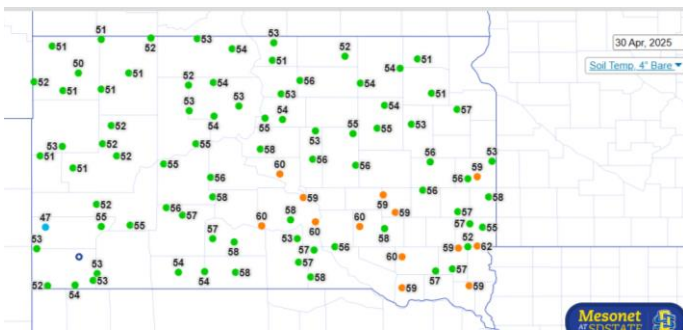 30 Apr, 2025
Soil Temp, 4" Bare
51 53 53
51 52 54 52 51
50 51 51 54
52 51 51 52 54 56 54
53 51
53 53 54 54 57
52 54 55 55 55 53
53 52 55 58 53
51 52 53 56 56 53
51 55 60 56 59
56 56
52 56 58 59 59 58
47 55 55 57 58 59 57
60 60 60 57 55
53 57 58 53 58 52
57 56 59 62
53 54 57 60
53 54 58 58 57 57
52 54 59 59
Mesonet
AT SDSTATE